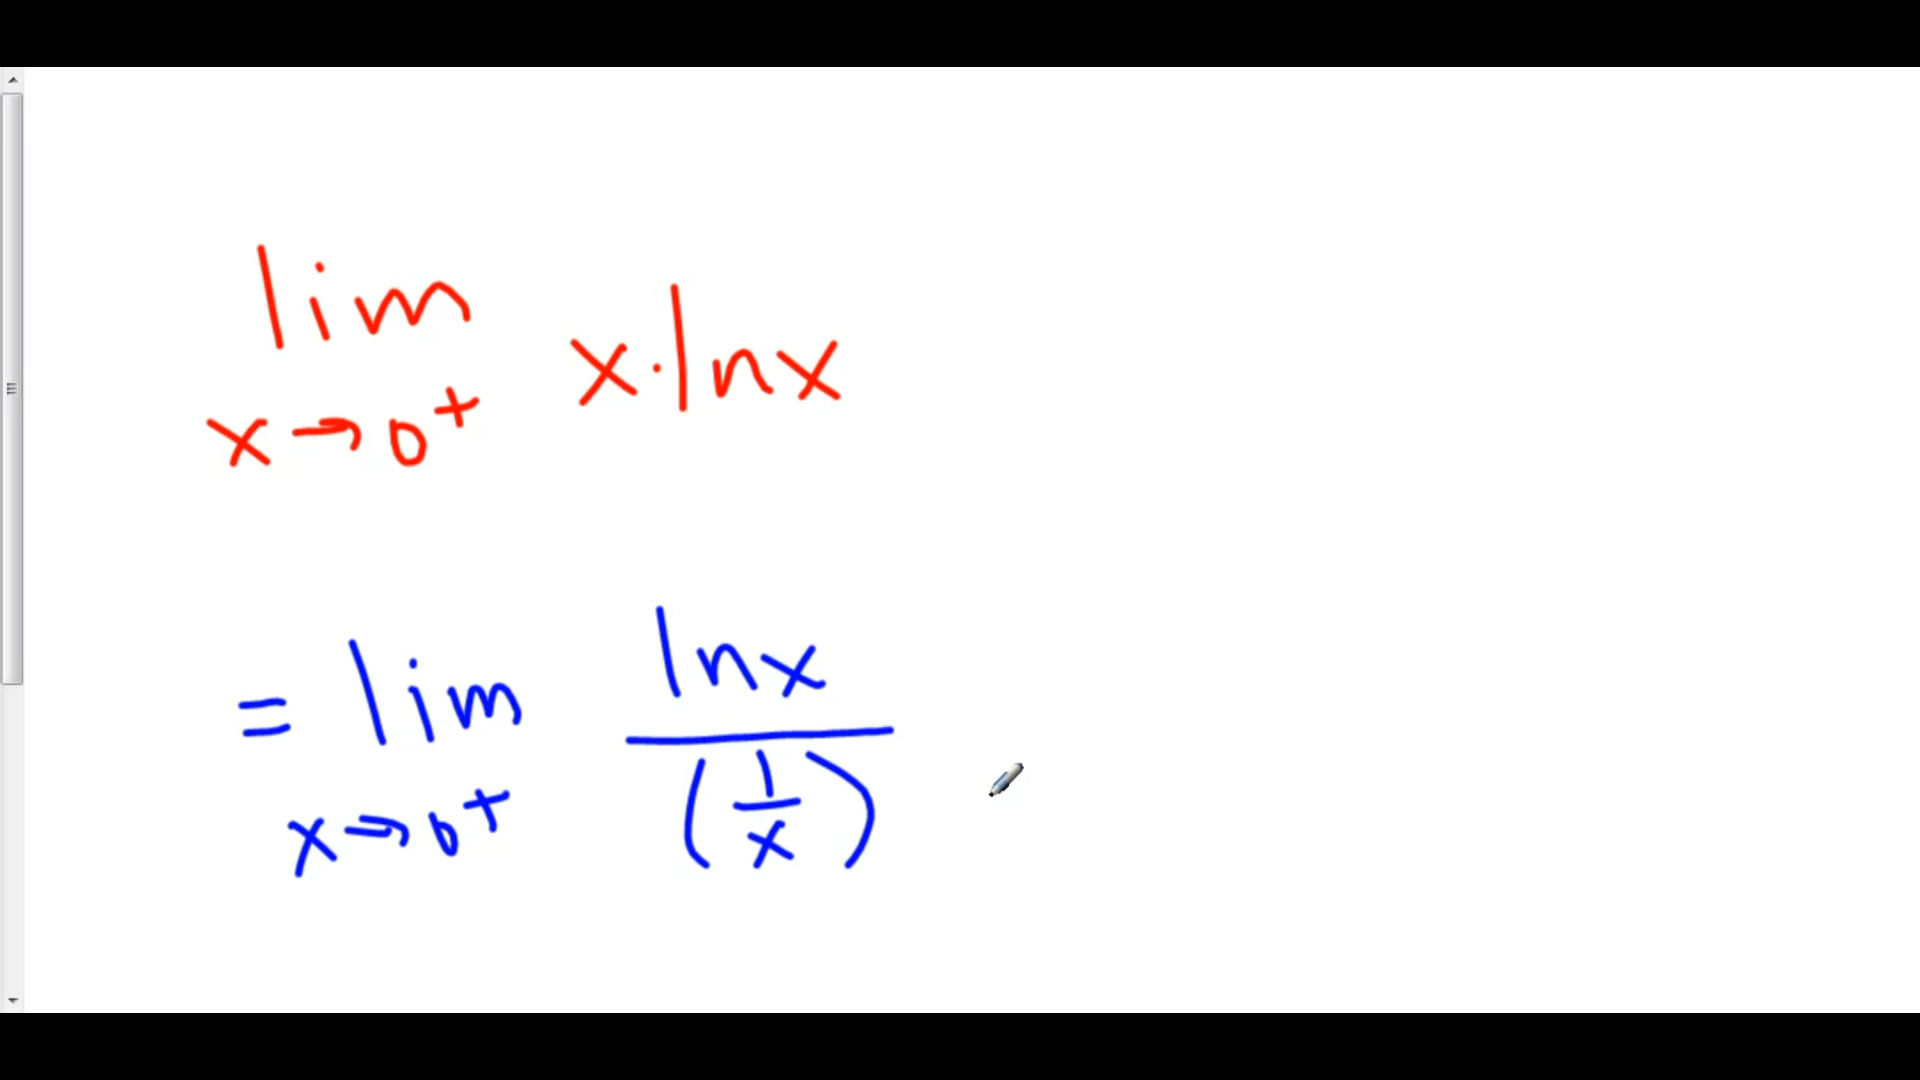 lim x·lnx
x→0⁺
= lim lnx
x→0⁺ (1/x)